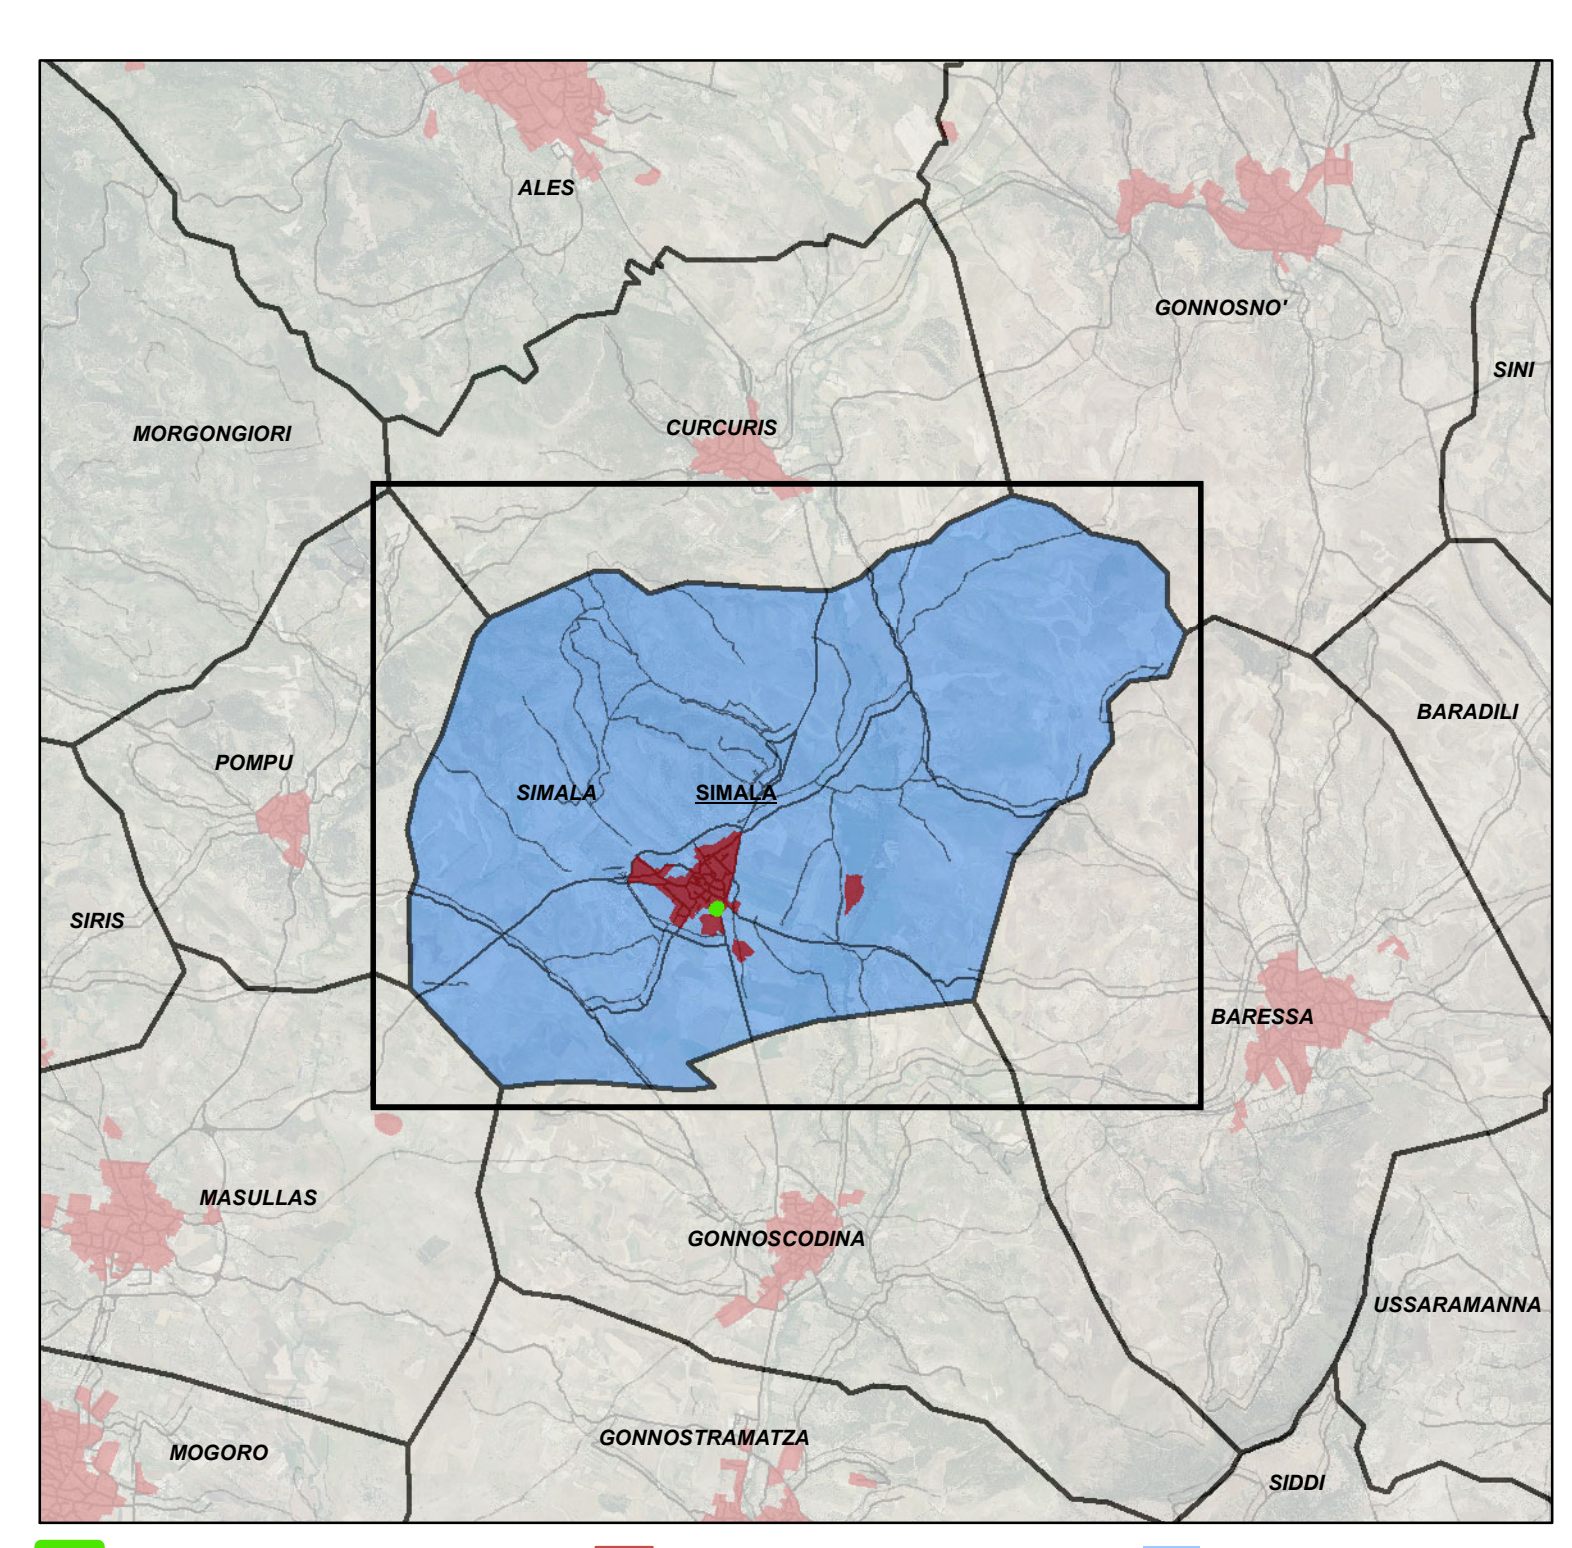 ALES
GONNOSNO'
SINI
CURCURIS
MORGONGIORI
BARADILI
POMPU
SIMALA
SIMALA
SIRIS
BARESSA
MASULLAS
GONNOSCODINA
USSARAMANNA
GONNOSTRAMATZA
MOGORO
SIDDI